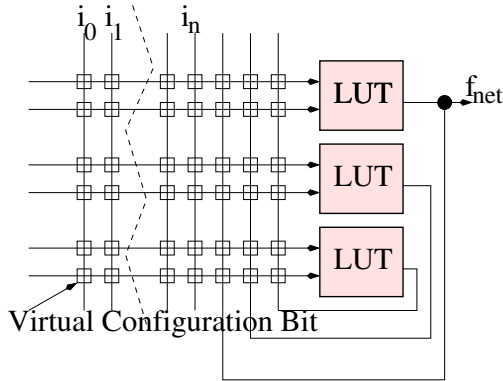 i0 i1 in
LUT
fnet
LUT
LUT
Virtual Configuration Bit